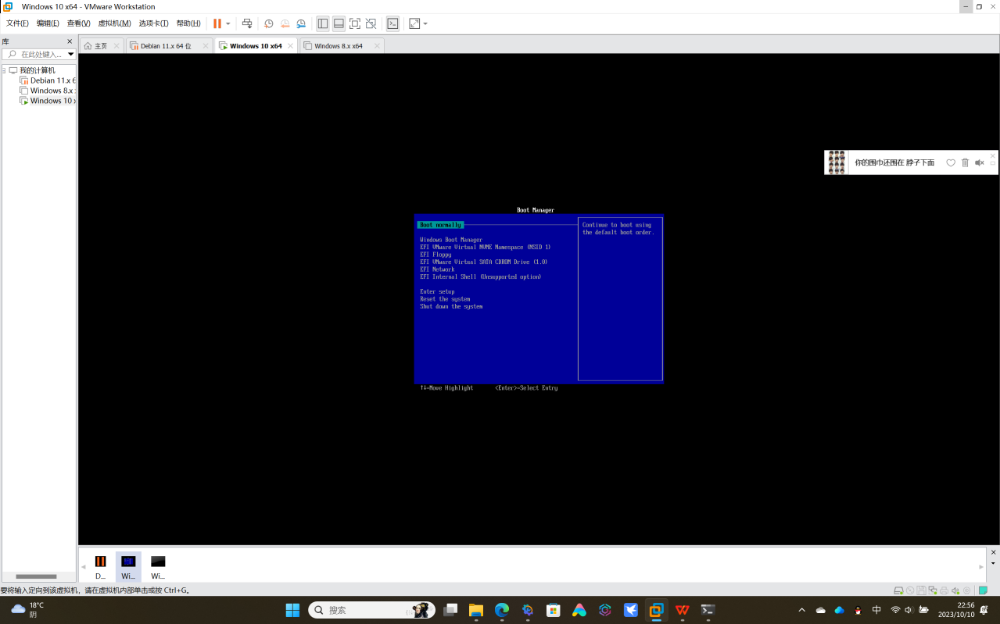 Windows 10 x64 - VMware Workstation
文件(F) 编辑(E) 查看(V) 虚拟机(M) 选项卡(T) 帮助(H)
库
在此处键入...
主页
Debian 11.x 64 位
Windows 10 x64
Windows 8.x x64
我的计算机
Debian 11.x 6
Windows 8.x
Windows 10
你的围巾还围在 脖子下面
Boot Manager
Boot normally
Windows Boot Manager
EFI VMware Virtual NVME Namespace (NSID 1)
EFI Floppy
EFI VMware Virtual SATA CDROM Drive (1.0)
EFI Network
EFI Internal Shell (Unsupported option)
Enter setup
Reset the system
Shut down the system
Continue to boot using
the default boot order.
↑↓=Move Highlight <Enter>=Select Entry
D... Wi... Wi...
要将输入定向到该虚拟机，请在虚拟机内部单击或按 Ctrl+G。
18°C
阴
搜索
中
22:56
2023/10/10